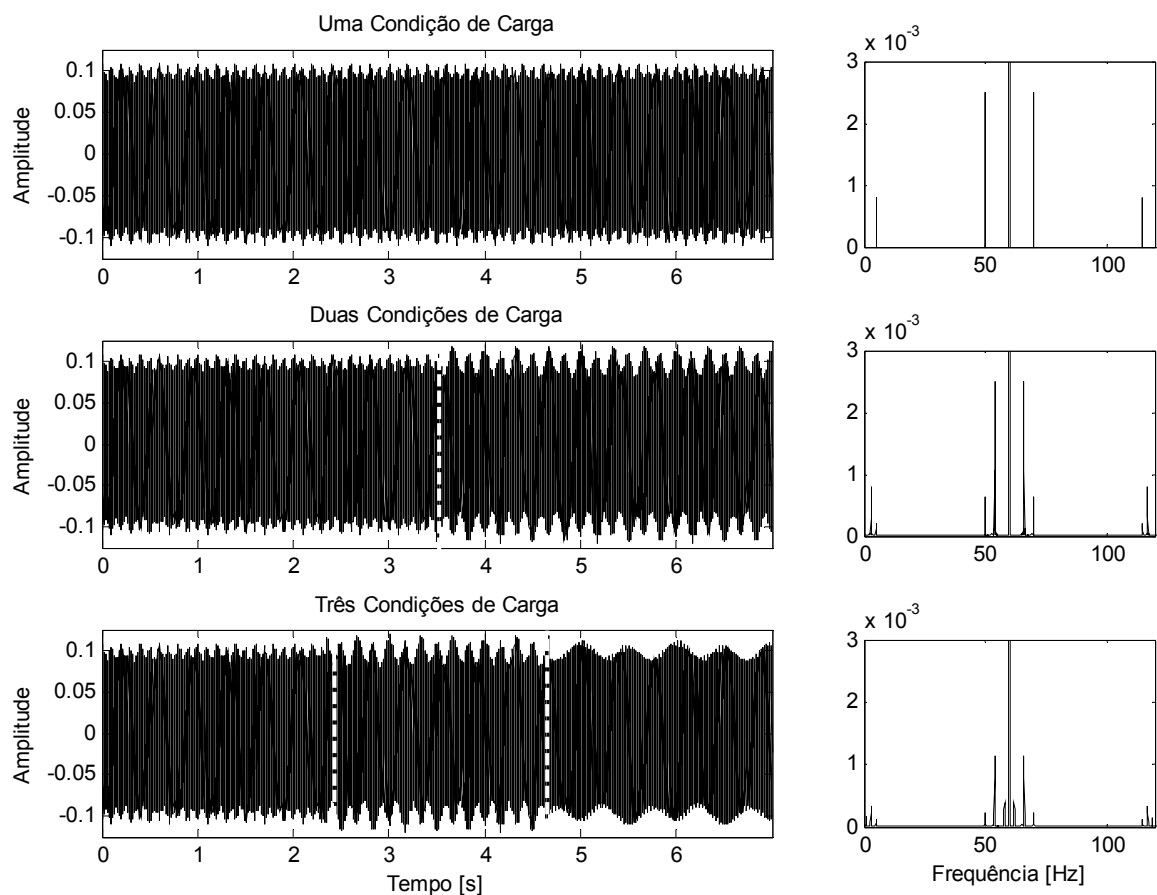 Uma Condição de Carga
x 10-3
Amplitude
0.1
0.05
0
-0.05
-0.1
0 1 2 3 4 5 6
3
2
1
0
0 50 100
Duas Condições de Carga
x 10-3
Amplitude
0.1
0.05
0
-0.05
-0.1
0 1 2 3 4 5 6
3
2
1
0
0 50 100
Três Condições de Carga
x 10-3
Amplitude
0.1
0.05
0
-0.05
-0.1
0 1 2 3 4 5 6
Tempo [s]
3
2
1
0
0 50 100
Frequência [Hz]